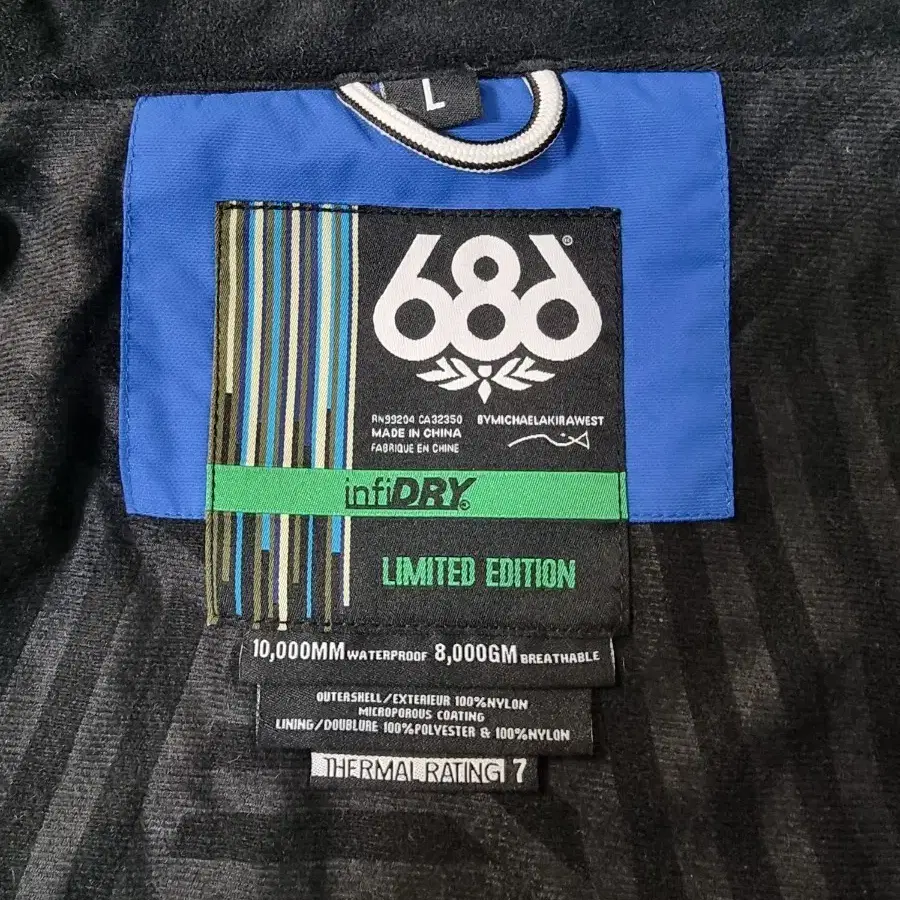 L
686®
RN99204 CA32350 BYMICHAELAKIRAWEST
MADE IN CHINA
FABRIQUE EN CHINE
infiDRY®
LIMITED EDITION
10,000MM WATERPROOF 8,000GM BREATHABLE
OUTERSHELL/EXTERIEUR 100%NYLON
MICROPOROUS COATING
LINING/DOUBLURE 100%POLYESTER & 100%NYLON
THERMAL RATING 7